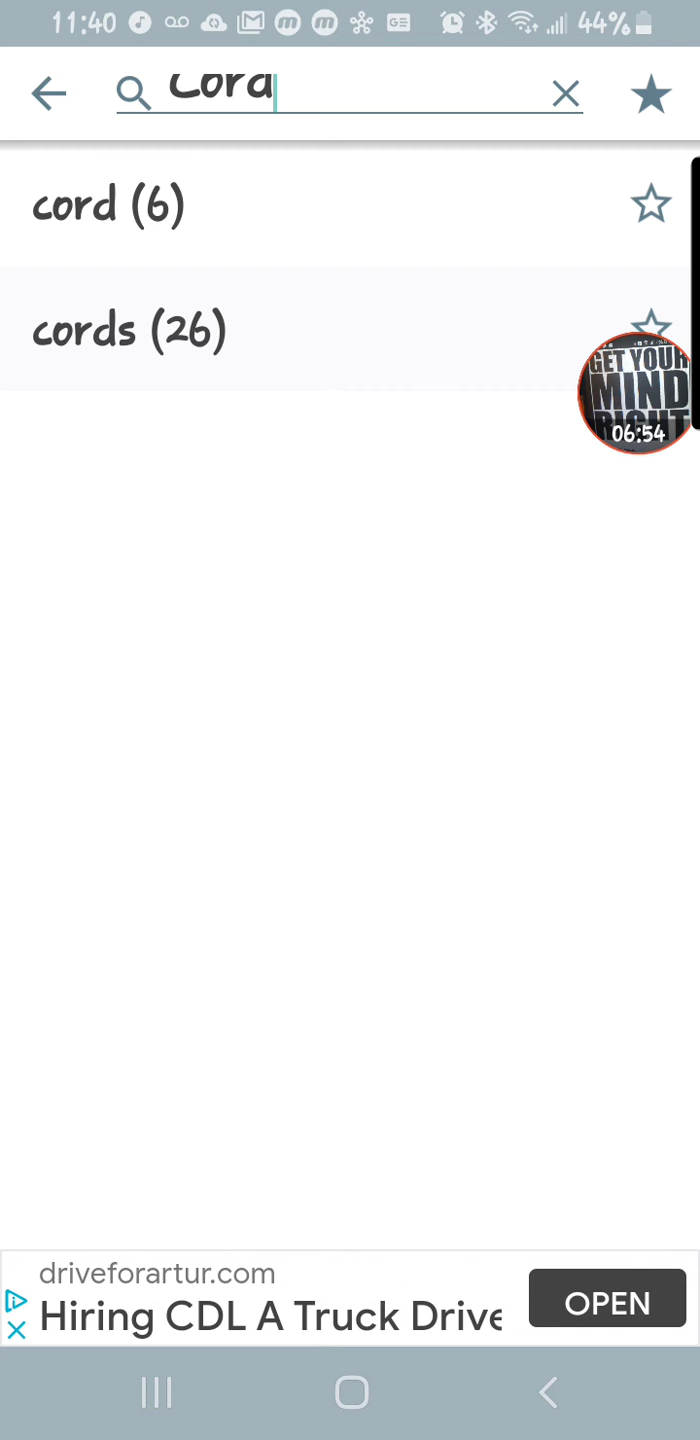 11:40 44%
Cord
cord (6)
cords (26)
GET YOUR
MIND
RIGHT
06:54
driveforartur.com
Hiring CDL A Truck Drive
OPEN